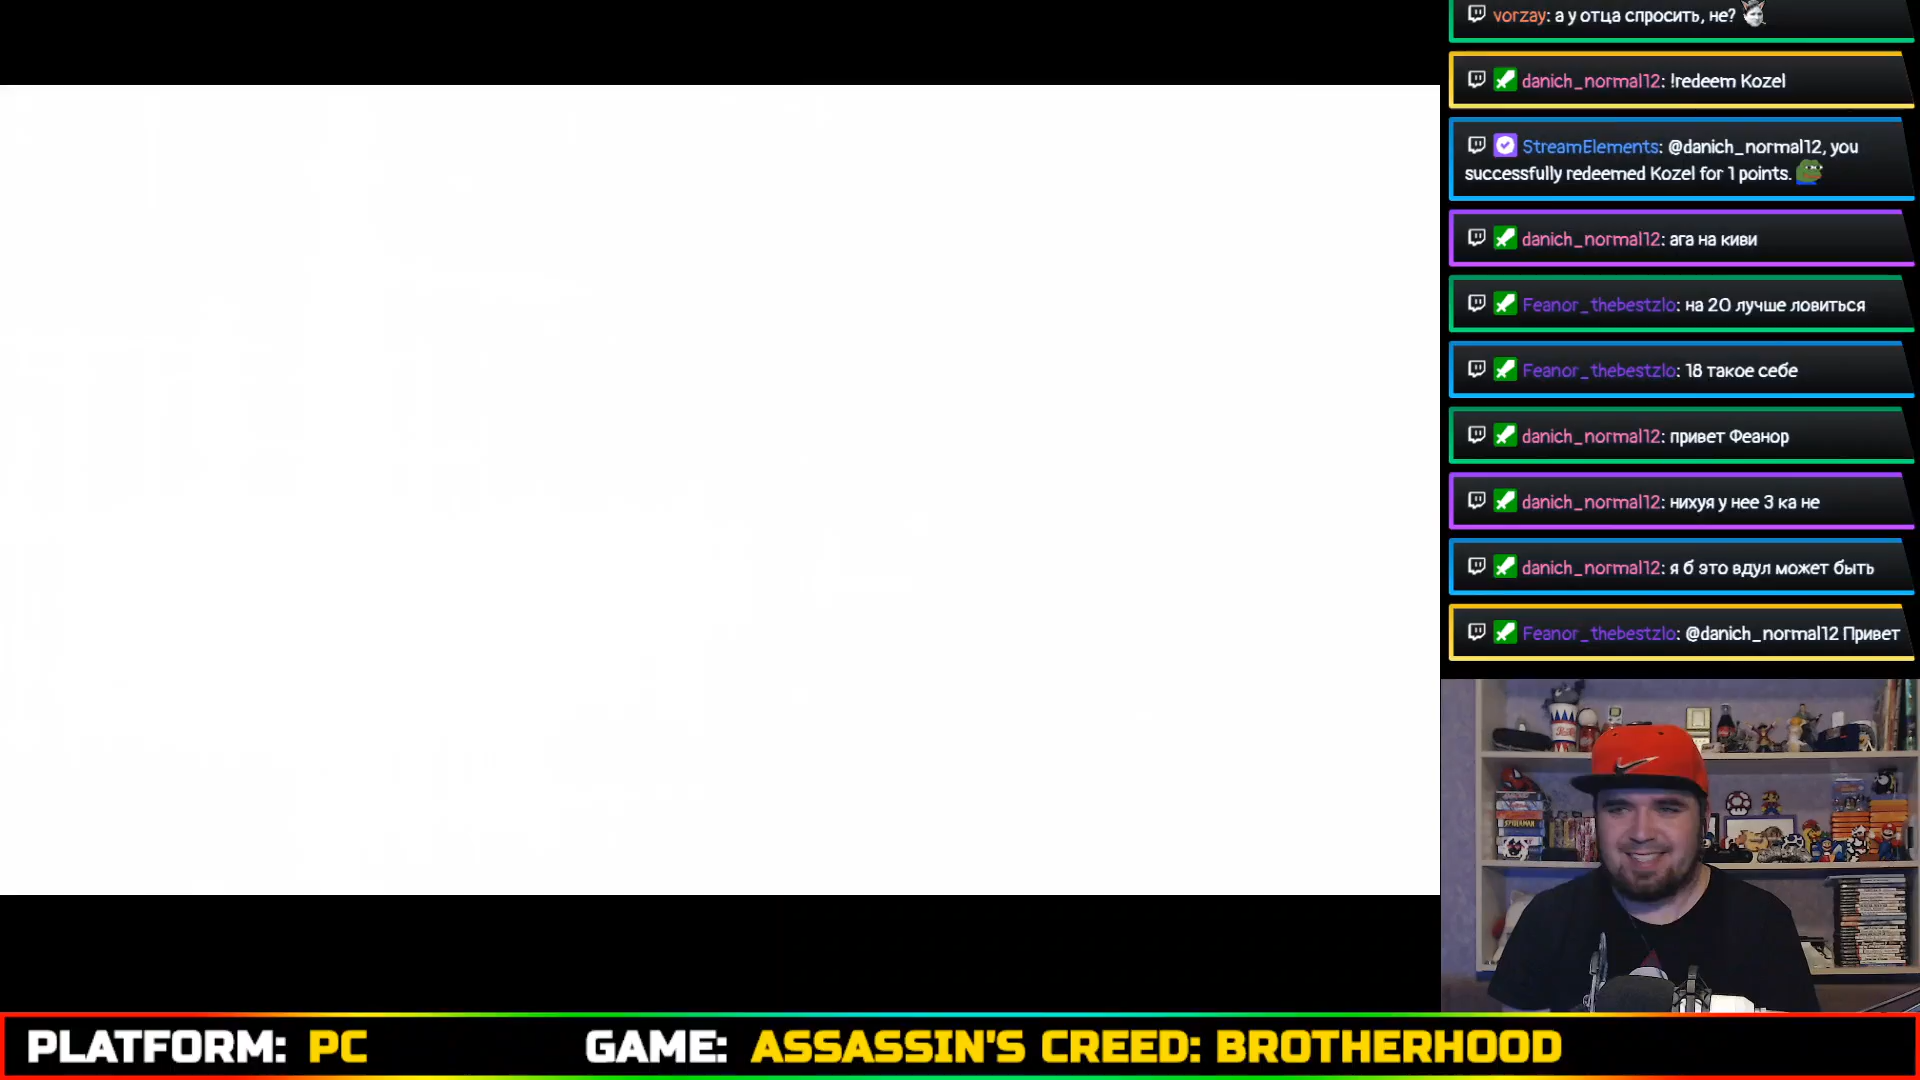 vorzay: а у отца спросить, не?
danich_normal12: !redeem Kozel
StreamElements: @danich_normal12, you
successfully redeemed Kozel for 1 points.
danich_normal12: ага на киви
Feanor_thebestzlo: на 20 лучше ловиться
Feanor_thebestzlo: 18 такое себе
danich_normal12: привет Феанор
danich_normal12: нихуя у нее 3 ка не
danich_normal12: я б это вдул может быть
Feanor_thebestzlo: @danich_normal12 Привет
PLATFORM: PC GAME: ASSASSIN'S CREED: BROTHERHOOD